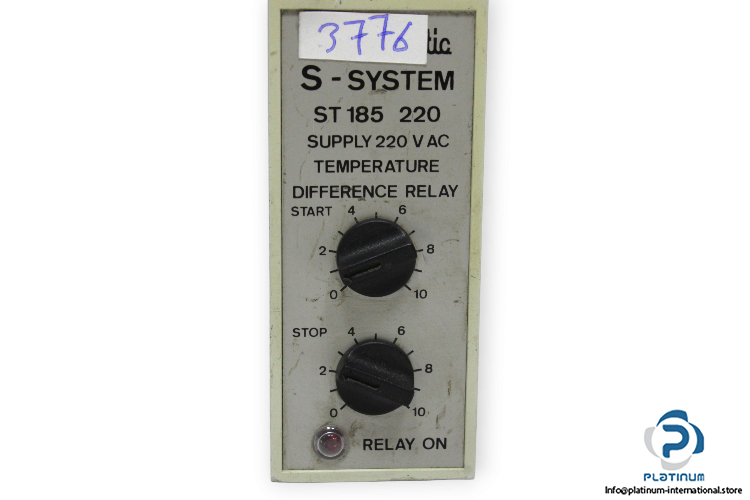 3776 tic
S - SYSTEM
ST 185 220
SUPPLY 220 V AC
TEMPERATURE
DIFFERENCE RELAY
START 4 6
2 8
0 10
STOP 4 6
2 8
0 10
RELAY ON
PLATINUM
Info@platinum-international.store